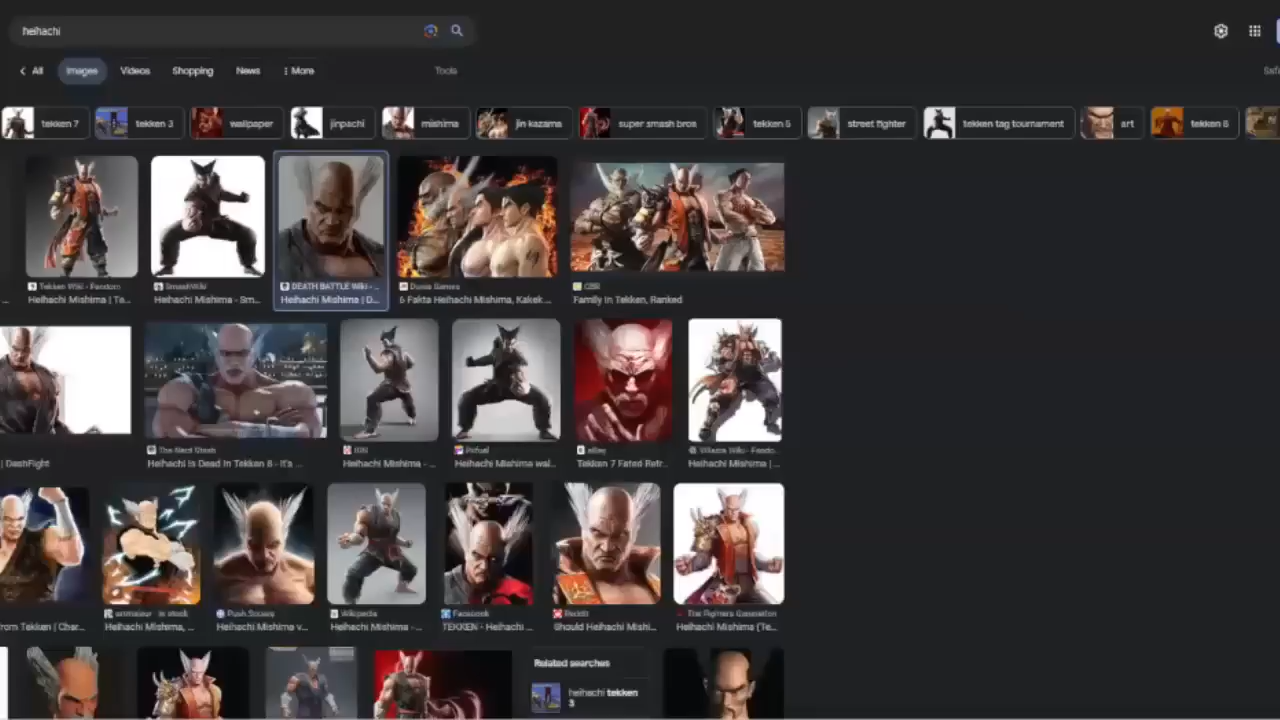 heihachi
All
Images
Videos
Shopping
News
More
Tools
tekken 7
tekken 3
wallpaper
jinpachi
mishima
jin kazama
super smash bros
tekken 5
street fighter
tekken tag tournament
art
tekken 8
Tekken Wiki - Fandom
SmashWiki
DEATH BATTLE Wiki - ...
Dunia Games
CBR
Heihachi Mishima | Te...
Heihachi Mishima - Sm...
Heihachi Mishima | D...
6 Fakta Heihachi Mishima, Kakek ...
Family in Tekken, Ranked
The Nerd Stash
IGN
Pinterest
eBay
Villains Wiki - Fando...
| DashFight
Heihachi Is Dead In Tekken 8 - It's ...
Heihachi Mishima - ...
Heihachi Mishima wal...
Tekken 7 Fated Retr...
Heihachi Mishima | ...
Push Square
Wikipedia
Facebook
Reddit
The Fighters Generation
from Tekken | Char...
Heihachi Mishima, ...
Heihachi Mishima v...
Heihachi Mishima - ...
TEKKEN - Heihachi ...
Should Heihachi Mishi...
Heihachi Mishima (Te...
Related searches
heihachi tekken
3